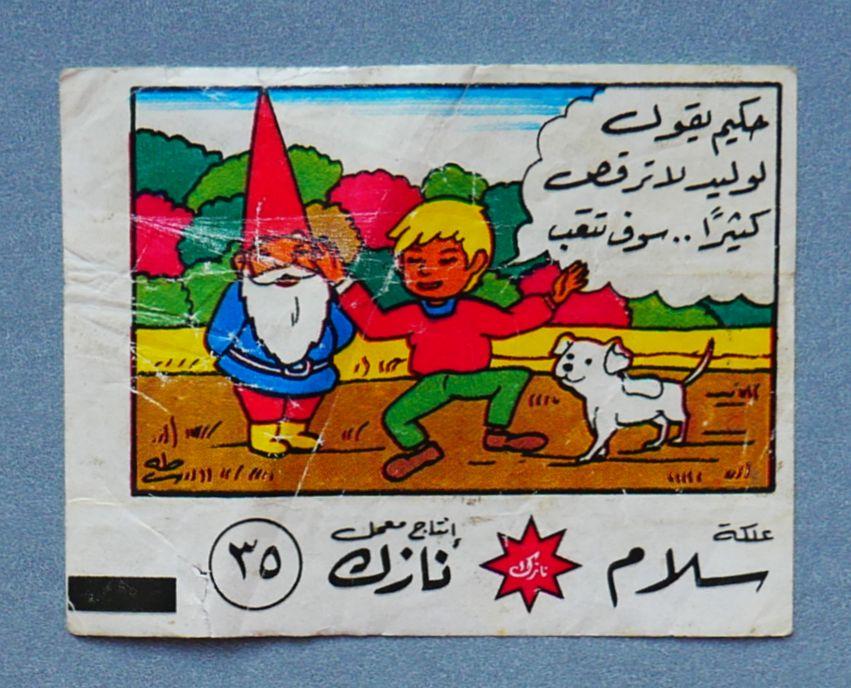 حكيم يقول
لوليد لا ترقص
كثيرًا .. سوف تتعب
علكة
سلام
نازك
إنتاج معمل
نازك
٣٥